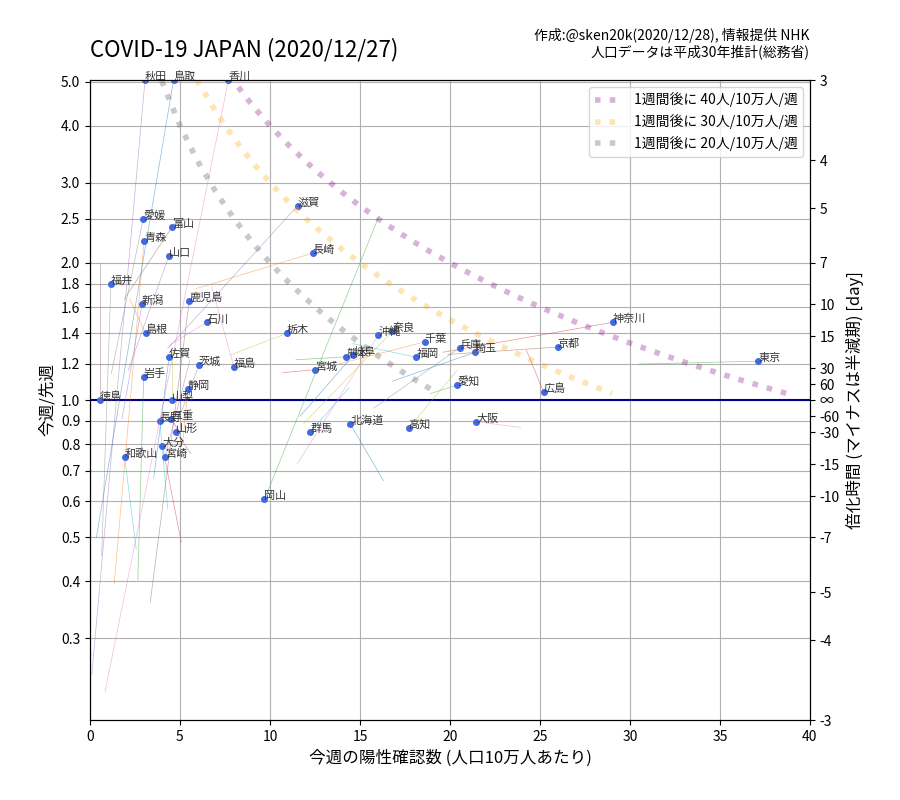 COVID-19 JAPAN (2020/12/27)
作成:@sken20k(2020/12/28), 情報提供 NHK
人口データは平成30年推計(総務省)
1週間後に 40人/10万人/週
1週間後に 30人/10万人/週
1週間後に 20人/10万人/週
秋田 鳥取 香川
滋賀
愛媛
富山
青森
長崎
山口
福井
鹿児島
新潟
石川
神奈川
島根
栃木
沖縄
奈良
千葉
兵庫
埼玉
京都
佐賀
福岡
茨城
福島
東京
宮城
岩手
静岡
愛知
広島
徳島
山梨
長野
三重
大阪
北海道
山形
群馬
高知
大分
和歌山
宮崎
岡山
5.0
4.0
3.0
2.5
2.0
1.8
1.6
1.4
1.2
1.0
0.9
0.8
0.7
0.6
0.5
0.4
0.3
今週/先週
3
4
5
7
10
15
30
60
∞
-60
-30
-15
-10
-7
-5
-4
-3
倍化時間 (マイナスは半減期) [day]
0 5 10 15 20 25 30 35 40
今週の陽性確認数 (人口10万人あたり)